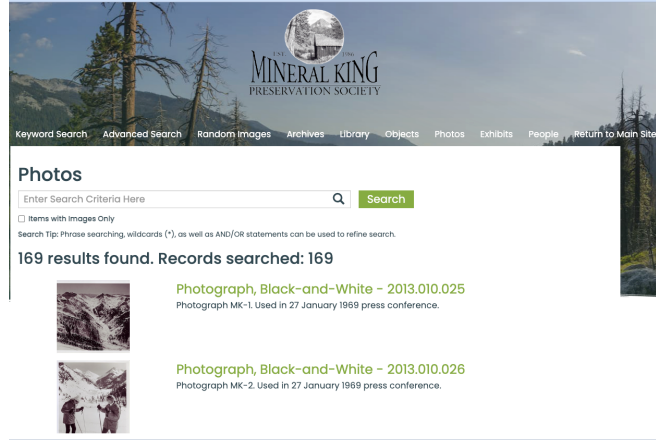 EST. 1986
MINERAL KING
PRESERVATION SOCIETY
Keyword Search Advanced Search Random Images Archives Library Objects Photos Exhibits People Return to Main Site
Photos
Enter Search Criteria Here Search
Items with Images Only
Search Tip: Phrase searching, wildcards (*), as well as AND/OR statements can be used to refine search.
169 results found. Records searched: 169
Photograph, Black-and-White - 2013.010.025
Photograph MK-1. Used in 27 January 1969 press conference.
Photograph, Black-and-White - 2013.010.026
Photograph MK-2. Used in 27 January 1969 press conference.